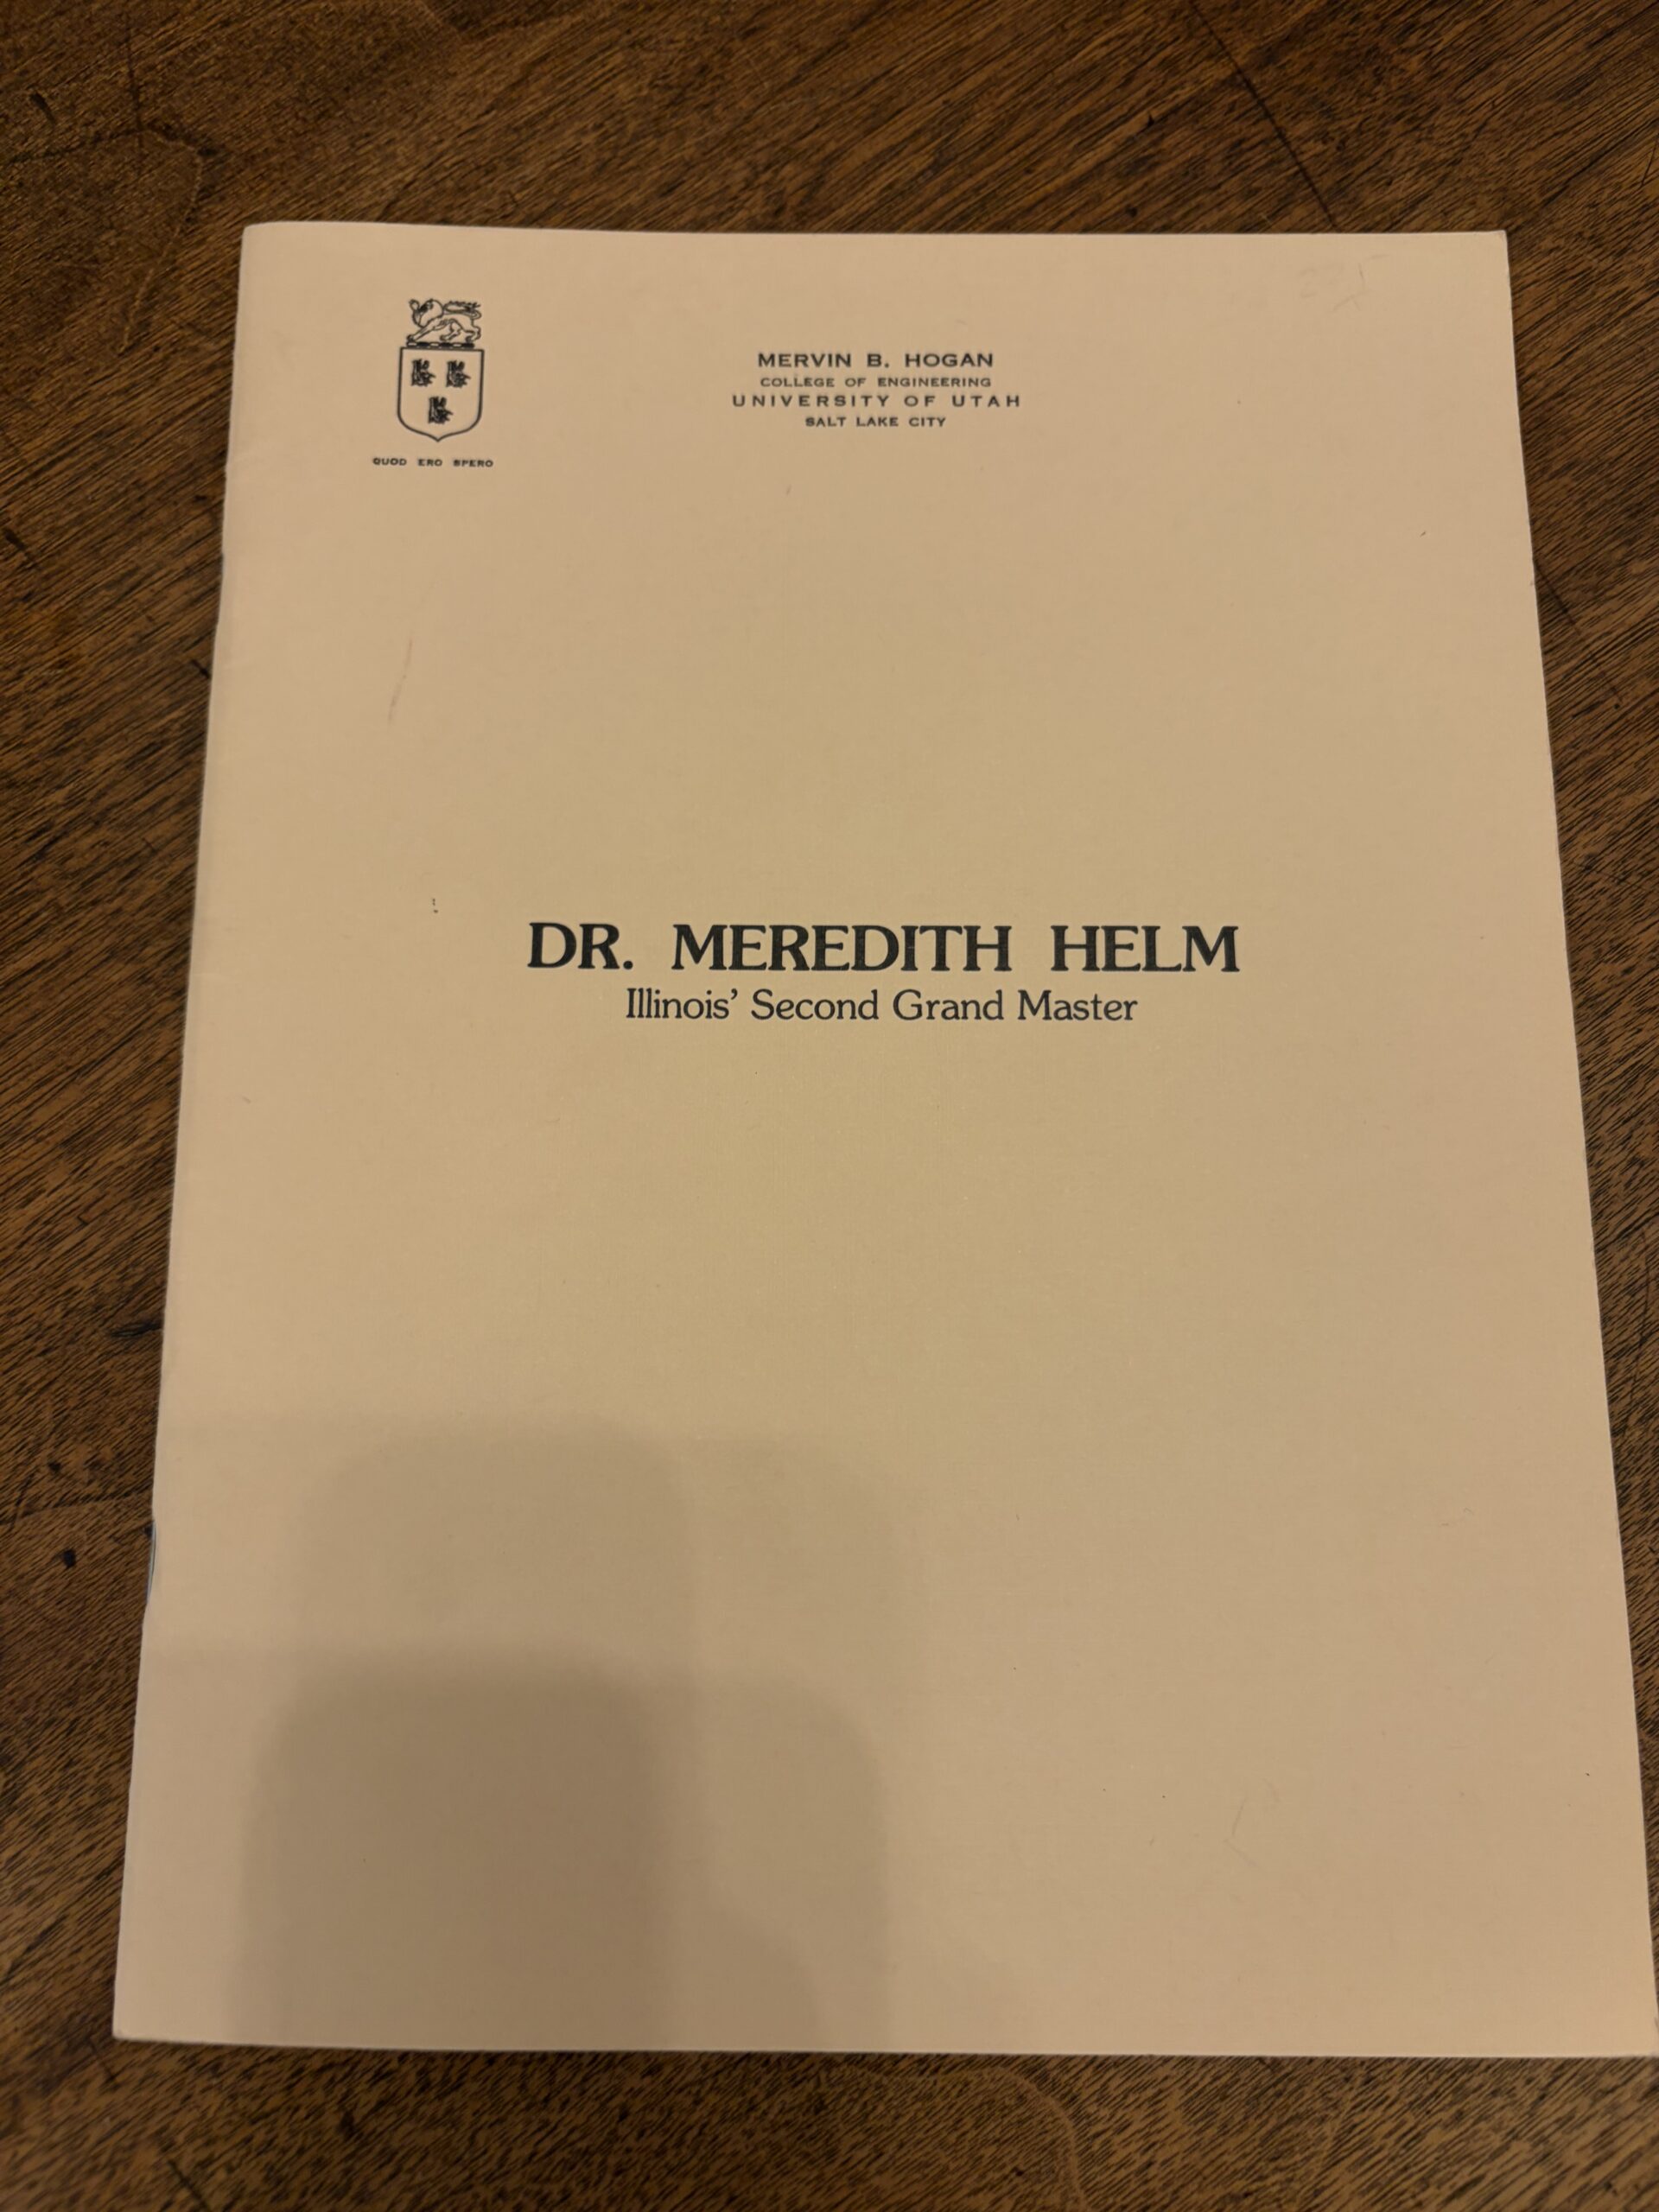 QUOD ERO SPERO
MERVIN B. HOGAN
COLLEGE OF ENGINEERING
UNIVERSITY OF UTAH
SALT LAKE CITY
DR. MEREDITH HELM
Illinois' Second Grand Master